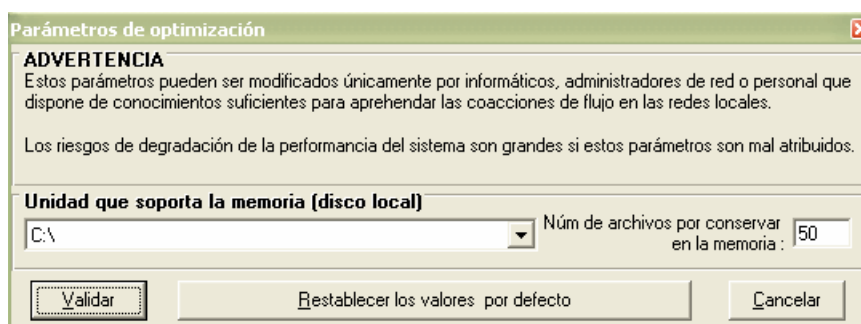 Parámetros de optimización
ADVERTENCIA
Estos parámetros pueden ser modificados únicamente por informáticos, administradores de red o personal que
dispone de conocimientos suficientes para aprehendar las coacciones de flujo en las redes locales.
Los riesgos de degradación de la performancia del sistema son grandes si estos parámetros son mal atribuidos.
Unidad que soporta la memoria (disco local)
C:\
Núm de archivos por conservar
en la memoria :
50
Validar
Restablecer los valores por defecto
Cancelar